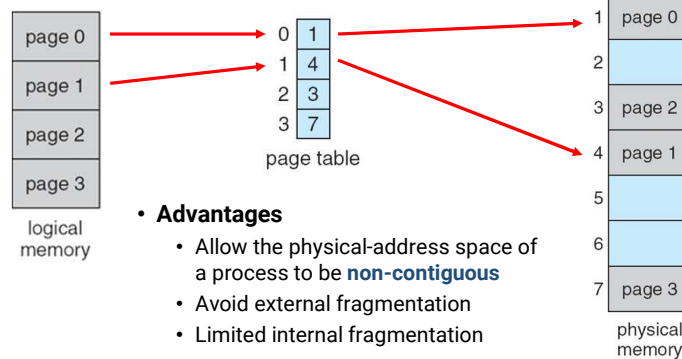 page 0
page 1
page 2
page 3
logical
memory
0 1
1 4
2 3
3 7
page table
1 page 0
2
3 page 2
4 page 1
5
6
7 page 3
physical
memory
• Advantages
• Allow the physical-address space of
a process to be non-contiguous
• Avoid external fragmentation
• Limited internal fragmentation